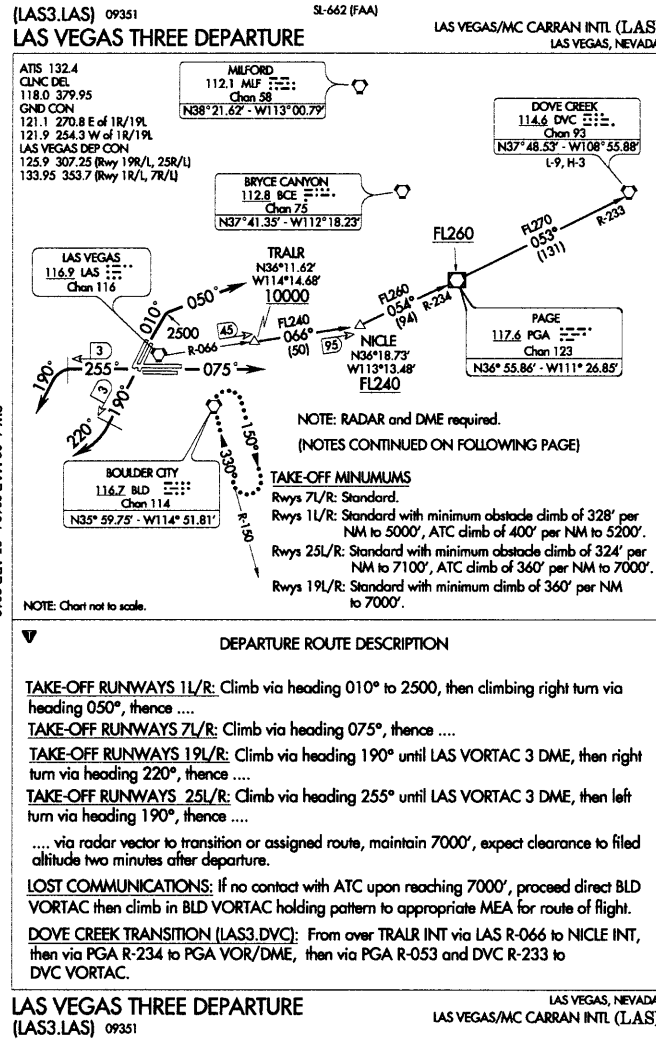 (LAS3.LAS) 09351
SL-662 (FAA)
LAS VEGAS THREE DEPARTURE
LAS VEGAS/MC CARRAN INTL (LAS
LAS VEGAS, NEVADA
ATIS 132.4
CLNC DEL
118.0 379.95
GND CON
121.1 270.8 E of 1R/19L
121.9 254.3 W of 1R/19L
LAS VEGAS DEP CON
125.9 307.25 (Rwy 19R/L, 25R/L)
133.95 353.7 (Rwy 1R/L, 7R/L)
MILFORD
112.1 MLF
Chan 58
N38°21.62' - W113°00.79'
DOVE CREEK
114.6 DVC
Chan 93
N37°48.53' - W108°55.88'
L-9, H-3
BRYCE CANYON
112.8 BCE
Chan 75
N37°41.35' - W112°18.23'
FL270
053°
(131)
R-233
FL260
LAS VEGAS
116.9 LAS
Chan 116
TRALR
N36°11.62'
W114°14.68'
10000
010°
050°
2500
R-066
45
FL240
066°
(50)
95
FL260
054°
(94)
R-234
NICLE
N36°18.73'
W113°13.48'
FL240
PAGE
117.6 PGA
Chan 123
N36° 55.86' - W111° 26.85'
3
255°
075°
190°
3
190°
220°
150°
330°
R-150
BOULDER CITY
116.7 BLD
Chan 114
N35° 59.75' - W114° 51.81'
NOTE: RADAR and DME required.
(NOTES CONTINUED ON FOLLOWING PAGE)
TAKE-OFF MINUMUMS
Rwys 7L/R: Standard.
Rwys 1L/R: Standard with minimum obstacle climb of 328' per
NM to 5000', ATC climb of 400' per NM to 5200'.
Rwys 25L/R: Standard with minimum obstacle climb of 324' per
NM to 7100', ATC climb of 360' per NM to 7000'.
Rwys 19L/R: Standard with minimum climb of 360' per NM
to 7000'.
NOTE: Chart not to scale.
T
DEPARTURE ROUTE DESCRIPTION
TAKE-OFF RUNWAYS 1L/R: Climb via heading 010° to 2500, then climbing right turn via
heading 050°, thence ....
TAKE-OFF RUNWAYS 7L/R: Climb via heading 075°, thence ....
TAKE-OFF RUNWAYS 19L/R: Climb via heading 190° until LAS VORTAC 3 DME, then right
turn via heading 220°, thence ....
TAKE-OFF RUNWAYS 25L/R: Climb via heading 255° until LAS VORTAC 3 DME, then left
turn via heading 190°, thence ....
.... via radar vector to transition or assigned route, maintain 7000', expect clearance to filed
altitude two minutes after departure.
LOST COMMUNICATIONS: If no contact with ATC upon reaching 7000', proceed direct BLD
VORTAC then climb in BLD VORTAC holding pattern to appropriate MEA for route of flight.
DOVE CREEK TRANSITION (LAS3.DVC): From over TRALR INT via LAS R-066 to NICLE INT,
then via PGA R-234 to PGA VOR/DME, then via PGA R-053 and DVC R-233 to
DVC VORTAC.
LAS VEGAS THREE DEPARTURE
(LAS3.LAS) 09351
LAS VEGAS, NEVADA
LAS VEGAS/MC CARRAN INTL (LAS)